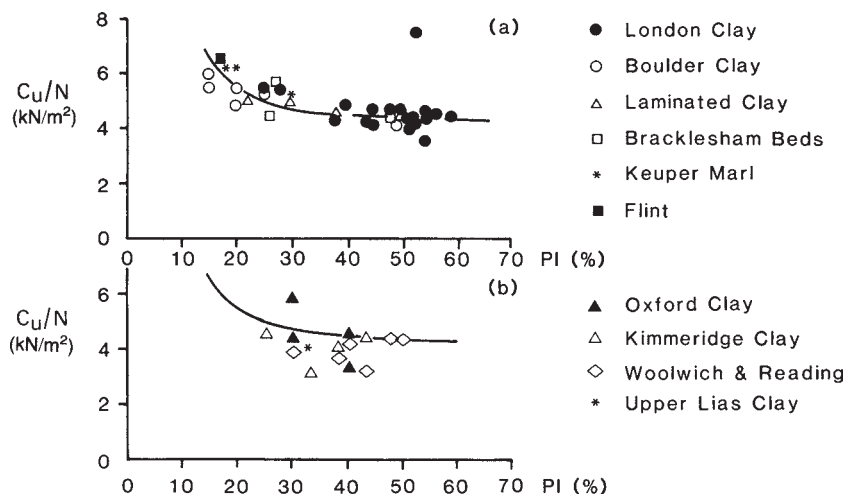 8
(a)
6
Cu/N
(kN/m²)
4
2
0
0 10 20 30 40 50 60 70 PI (%)
● London Clay
○ Boulder Clay
△ Laminated Clay
□ Bracklesham Beds
* Keuper Marl
■ Flint
(b)
6
Cu/N
(kN/m²)
4
2
0
0 10 20 30 40 50 60 70 PI (%)
▲ Oxford Clay
△ Kimmeridge Clay
◇ Woolwich & Reading
* Upper Lias Clay